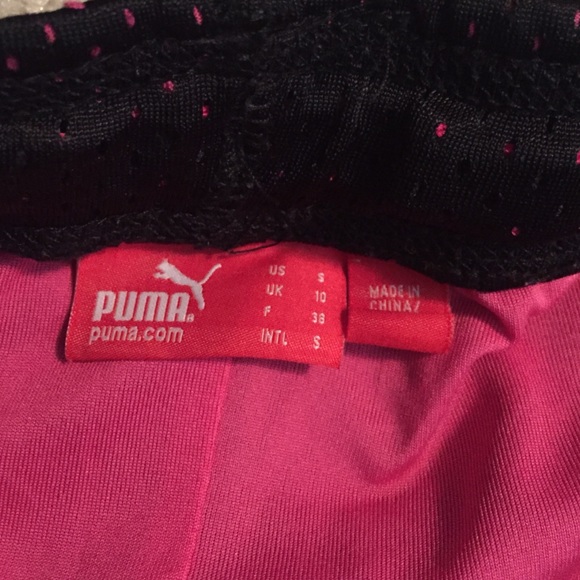 PUMA®
puma.com
US S
UK 10
F 38
INTL S
MADE IN
CHINA/